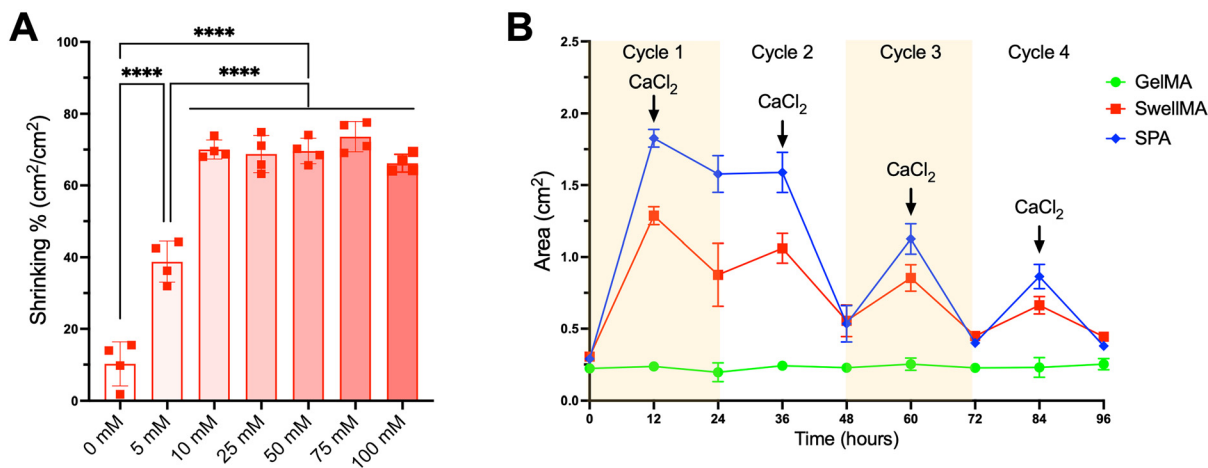 A
****
****
****
Shrinking % (cm²/cm²)
100
80
60
40
20
0
0 mM
5 mM
10 mM
25 mM
50 mM
75 mM
100 mM
B
Cycle 1
Cycle 2
Cycle 3
Cycle 4
CaCl₂
CaCl₂
CaCl₂
CaCl₂
Area (cm²)
2.5
2.0
1.5
1.0
0.5
0.0
0
12
24
36
48
60
72
84
96
Time (hours)
GelMA
SwellMA
SPA